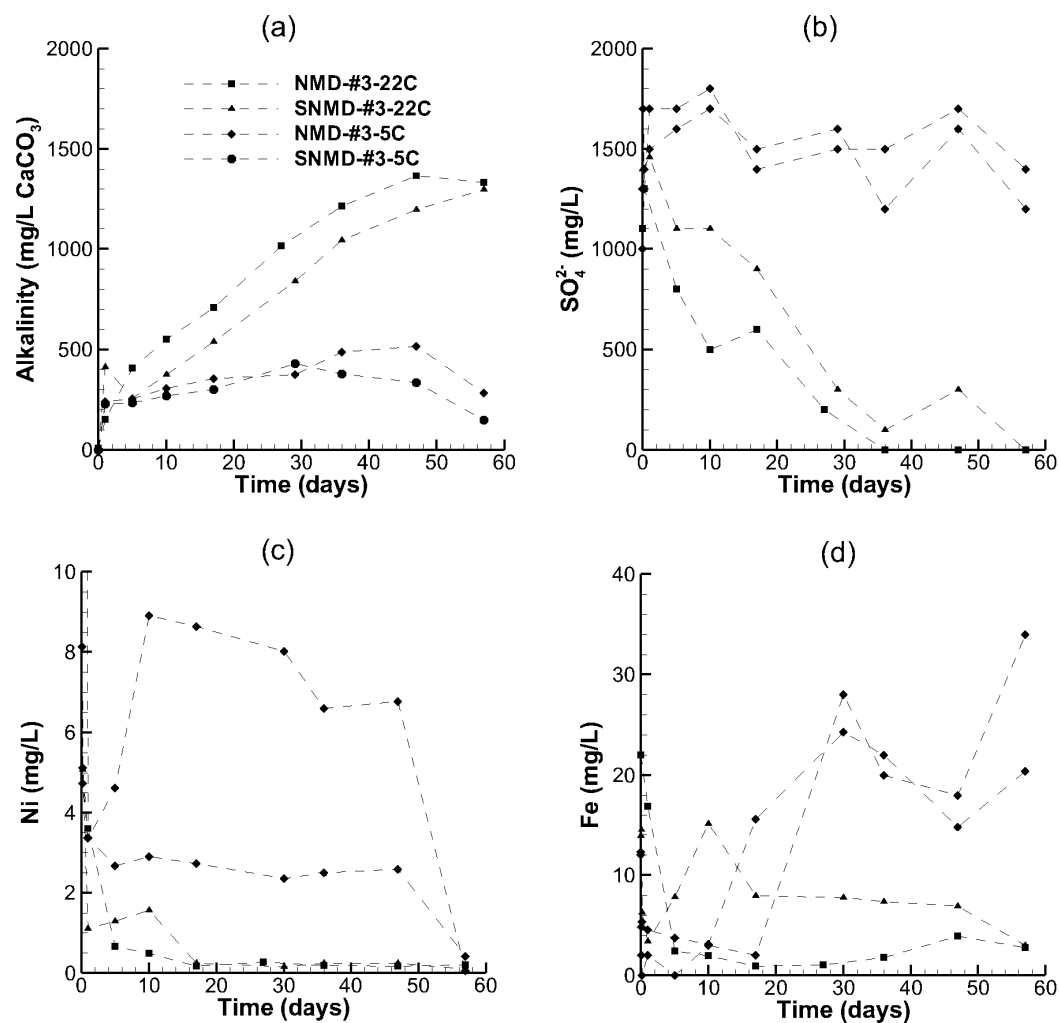 (a)
2000
1500
1000
500
0
Alkalinity (mg/L CaCO₃)
NMD-#3-22C
SNMD-#3-22C
NMD-#3-5C
SNMD-#3-5C
0 10 20 30 40 50 60
Time (days)
(b)
2000
1500
1000
500
0
SO₄²⁻ (mg/L)
0 10 20 30 40 50 60
Time (days)
(c)
10
8
6
4
2
0
Ni (mg/L)
0 10 20 30 40 50 60
Time (days)
(d)
40
30
20
10
0
Fe (mg/L)
0 10 20 30 40 50 60
Time (days)